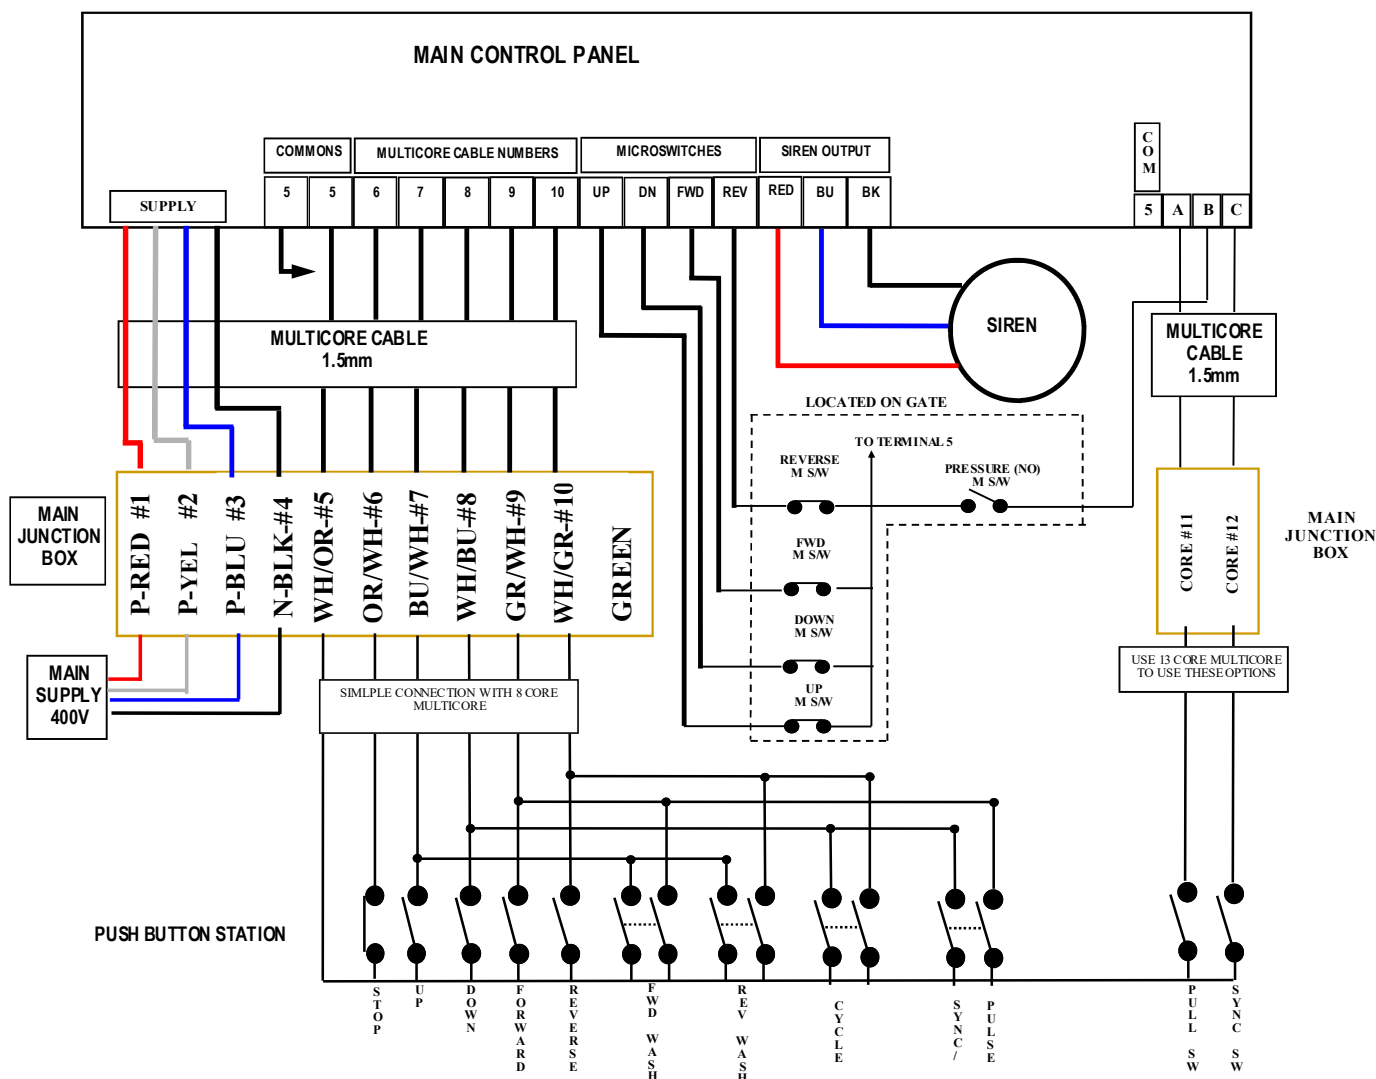 MAIN CONTROL PANEL
COMMONS
MULTICORE CABLE NUMBERS
MICROSWITCHES
SIREN OUTPUT
COM
SUPPLY
5 5 6 7 8 9 10 UP DN FWD REV RED BU BK
5 A B C
MULTICORE CABLE
1.5mm
SIREN
MULTICORE
CABLE
1.5mm
LOCATED ON GATE
TO TERMINAL 5
REVERSE
M S/W
PRESSURE (NO)
M S/W
FWD
M S/W
DOWN
M S/W
UP
M S/W
MAIN
JUNCTION
BOX
P-RED #1
P-YEL #2
P-BLU #3
N-BLK-#4
WH/OR-#5
OR/WH-#6
BU/WH-#7
WH/BU-#8
GR/WH-#9
WH/GR-#10
GREEN
CORE #11
CORE #12
MAIN
JUNCTION
BOX
MAIN
SUPPLY
400V
SIMLPLE CONNECTION WITH 8 CORE
MULTICORE
USE 13 CORE MULTICORE
TO USE THESE OPTIONS
PUSH BUTTON STATION
STOP
UP
DOWN
FORWARD
REVERSE
FWD WASH
REV WASH
CYCLE
SYNC/
PULSE
PULL SW
SYNC SW